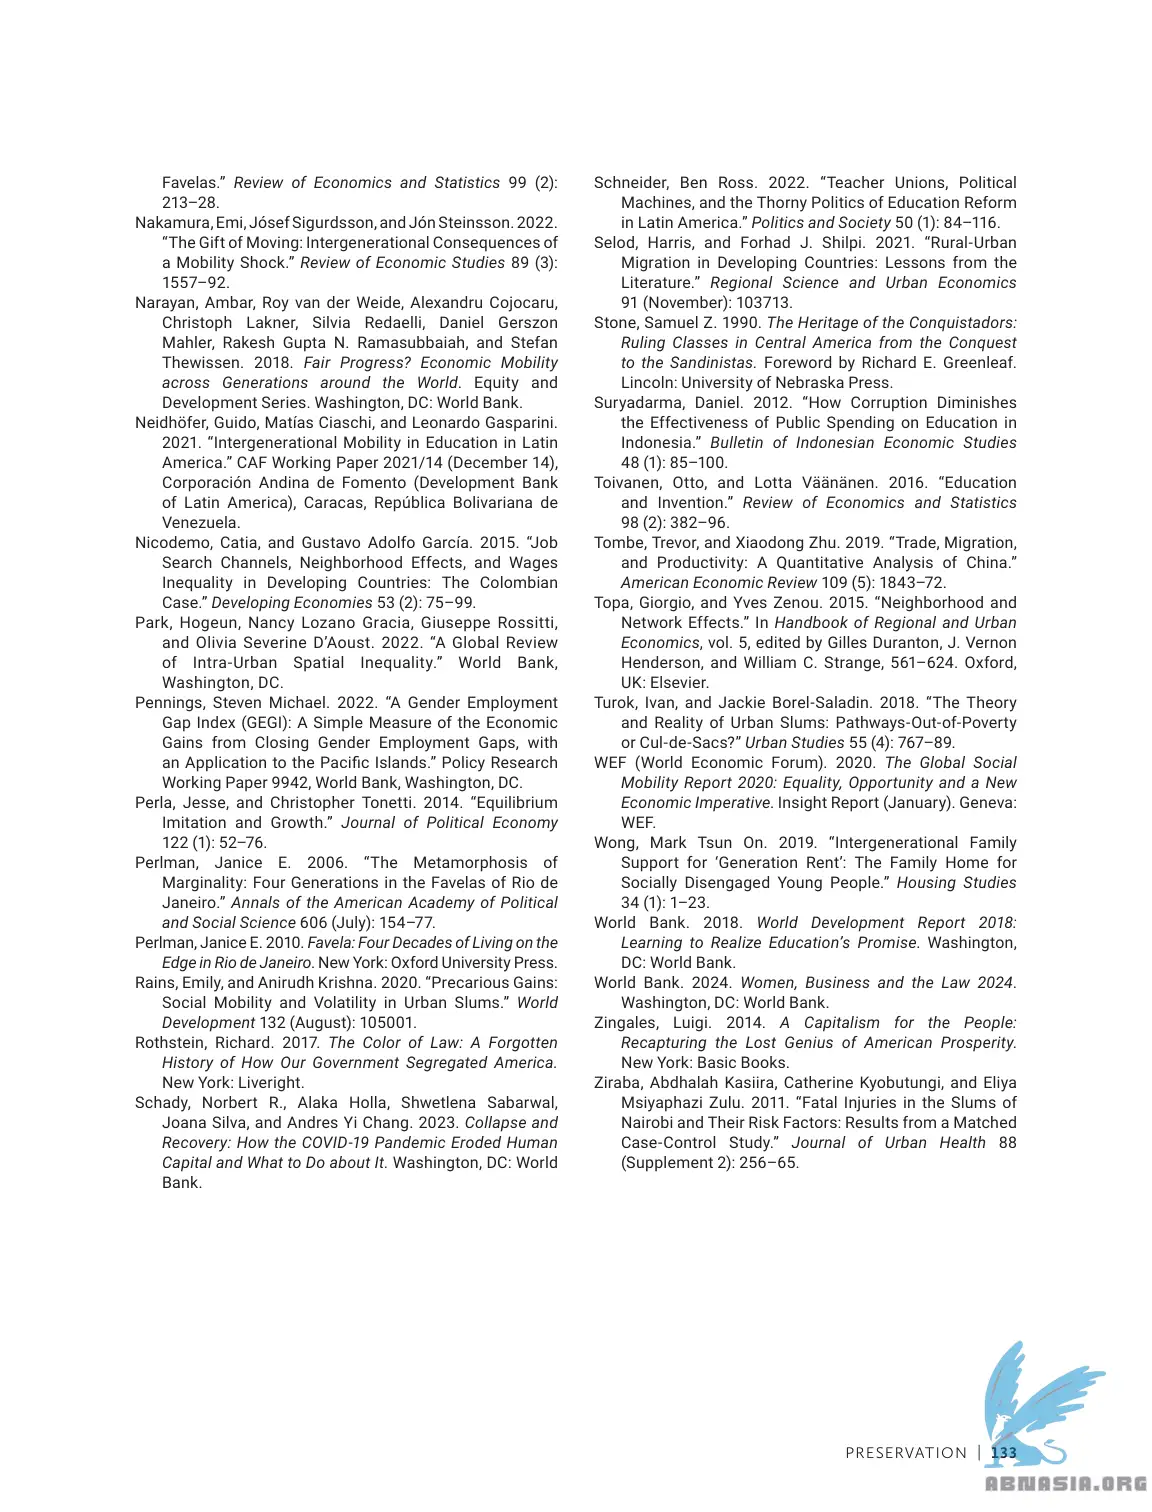 Favelas.” Review of Economics and Statistics 99 (2):
213–28.
Nakamura, Emi, Jósef Sigurdsson, and Jón Steinsson. 2022.
“The Gift of Moving: Intergenerational Consequences of
a Mobility Shock.” Review of Economic Studies 89 (3):
1557–92.
Narayan, Ambar, Roy van der Weide, Alexandru Cojocaru,
Christoph Lakner, Silvia Redaelli, Daniel Gerszon
Mahler, Rakesh Gupta N. Ramasubbaiah, and Stefan
Thewissen. 2018. Fair Progress? Economic Mobility
across Generations around the World. Equity and
Development Series. Washington, DC: World Bank.
Neidhöfer, Guido, Matías Ciaschi, and Leonardo Gasparini.
2021. “Intergenerational Mobility in Education in Latin
America.” CAF Working Paper 2021/14 (December 14),
Corporación Andina de Fomento (Development Bank
of Latin America), Caracas, República Bolivariana de
Venezuela.
Nicodemo, Catia, and Gustavo Adolfo García. 2015. “Job
Search Channels, Neighborhood Effects, and Wages
Inequality in Developing Countries: The Colombian
Case.” Developing Economies 53 (2): 75–99.
Park, Hogeun, Nancy Lozano Gracia, Giuseppe Rossitti,
and Olivia Severine D’Aoust. 2022. “A Global Review
of Intra-Urban Spatial Inequality.” World Bank,
Washington, DC.
Pennings, Steven Michael. 2022. “A Gender Employment
Gap Index (GEGI): A Simple Measure of the Economic
Gains from Closing Gender Employment Gaps, with
an Application to the Pacific Islands.” Policy Research
Working Paper 9942, World Bank, Washington, DC.
Perla, Jesse, and Christopher Tonetti. 2014. “Equilibrium
Imitation and Growth.” Journal of Political Economy
122 (1): 52–76.
Perlman, Janice E. 2006. “The Metamorphosis of
Marginality: Four Generations in the Favelas of Rio de
Janeiro.” Annals of the American Academy of Political
and Social Science 606 (July): 154–77.
Perlman, Janice E. 2010. Favela: Four Decades of Living on the
Edge in Rio de Janeiro. New York: Oxford University Press.
Rains, Emily, and Anirudh Krishna. 2020. “Precarious Gains:
Social Mobility and Volatility in Urban Slums.” World
Development 132 (August): 105001.
Rothstein, Richard. 2017. The Color of Law: A Forgotten
History of How Our Government Segregated America.
New York: Liveright.
Schady, Norbert R., Alaka Holla, Shwetlena Sabarwal,
Joana Silva, and Andres Yi Chang. 2023. Collapse and
Recovery: How the COVID-19 Pandemic Eroded Human
Capital and What to Do about It. Washington, DC: World
Bank.
Schneider, Ben Ross. 2022. “Teacher Unions, Political
Machines, and the Thorny Politics of Education Reform
in Latin America.” Politics and Society 50 (1): 84–116.
Selod, Harris, and Forhad J. Shilpi. 2021. “Rural-Urban
Migration in Developing Countries: Lessons from the
Literature.” Regional Science and Urban Economics
91 (November): 103713.
Stone, Samuel Z. 1990. The Heritage of the Conquistadors:
Ruling Classes in Central America from the Conquest
to the Sandinistas. Foreword by Richard E. Greenleaf.
Lincoln: University of Nebraska Press.
Suryadarma, Daniel. 2012. “How Corruption Diminishes
the Effectiveness of Public Spending on Education in
Indonesia.” Bulletin of Indonesian Economic Studies
48 (1): 85–100.
Toivanen, Otto, and Lotta Väänänen. 2016. “Education
and Invention.” Review of Economics and Statistics
98 (2): 382–96.
Tombe, Trevor, and Xiaodong Zhu. 2019. “Trade, Migration,
and Productivity: A Quantitative Analysis of China.”
American Economic Review 109 (5): 1843–72.
Topa, Giorgio, and Yves Zenou. 2015. “Neighborhood and
Network Effects.” In Handbook of Regional and Urban
Economics, vol. 5, edited by Gilles Duranton, J. Vernon
Henderson, and William C. Strange, 561–624. Oxford,
UK: Elsevier.
Turok, Ivan, and Jackie Borel-Saladin. 2018. “The Theory
and Reality of Urban Slums: Pathways-Out-of-Poverty
or Cul-de-Sacs?” Urban Studies 55 (4): 767–89.
WEF (World Economic Forum). 2020. The Global Social
Mobility Report 2020: Equality, Opportunity and a New
Economic Imperative. Insight Report (January). Geneva:
WEF.
Wong, Mark Tsun On. 2019. “Intergenerational Family
Support for ‘Generation Rent’: The Family Home for
Socially Disengaged Young People.” Housing Studies
34 (1): 1–23.
World Bank. 2018. World Development Report 2018:
Learning to Realize Education’s Promise. Washington,
DC: World Bank.
World Bank. 2024. Women, Business and the Law 2024.
Washington, DC: World Bank.
Zingales, Luigi. 2014. A Capitalism for the People:
Recapturing the Lost Genius of American Prosperity.
New York: Basic Books.
Ziraba, Abdhalah Kasiira, Catherine Kyobutungi, and Eliya
Msiyaphazi Zulu. 2011. “Fatal Injuries in the Slums of
Nairobi and Their Risk Factors: Results from a Matched
Case-Control Study.” Journal of Urban Health 88
(Supplement 2): 256–65.
PRESERVATION | 133
ABNASIA.ORG